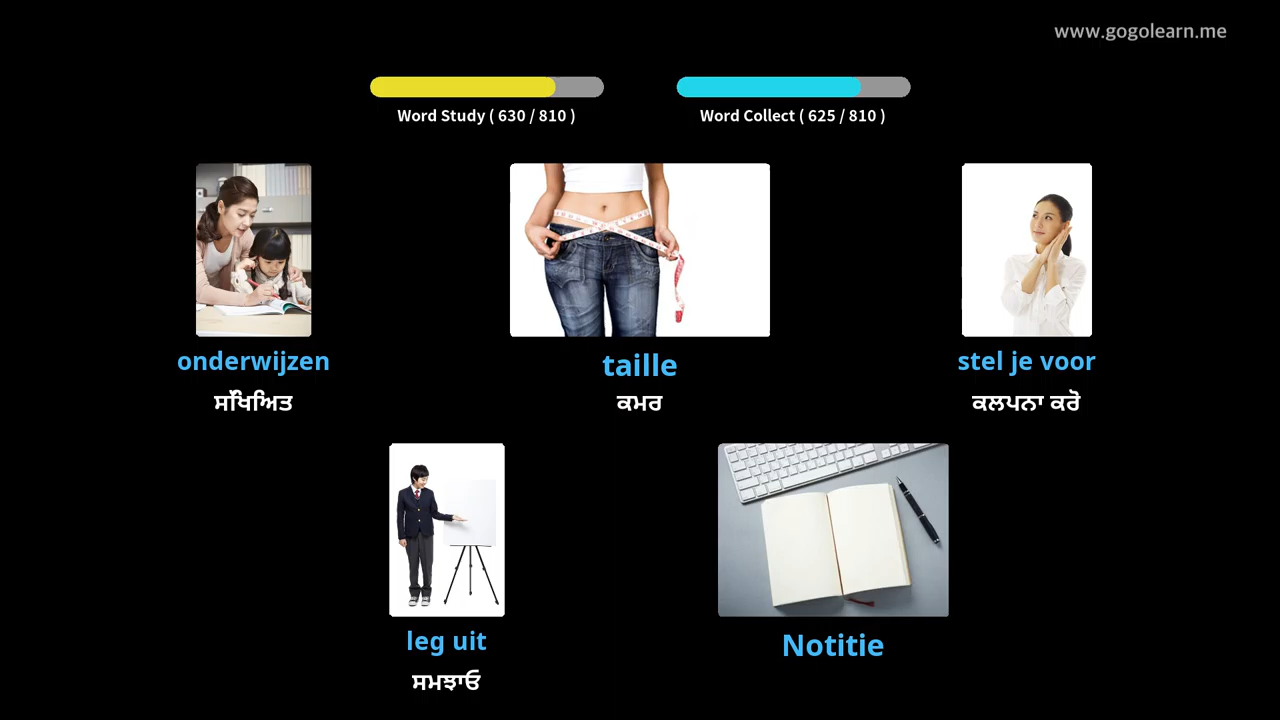 www.gogolearn.me
Word Study ( 630 / 810 )
Word Collect ( 625 / 810 )
onderwijzen
ਸਿੱਖਿਅਤ
taille
ਕਮਰ
stel je voor
ਕਲਪਨਾ ਕਰੋ
leg uit
ਸਮਝਾਓ
Notitie